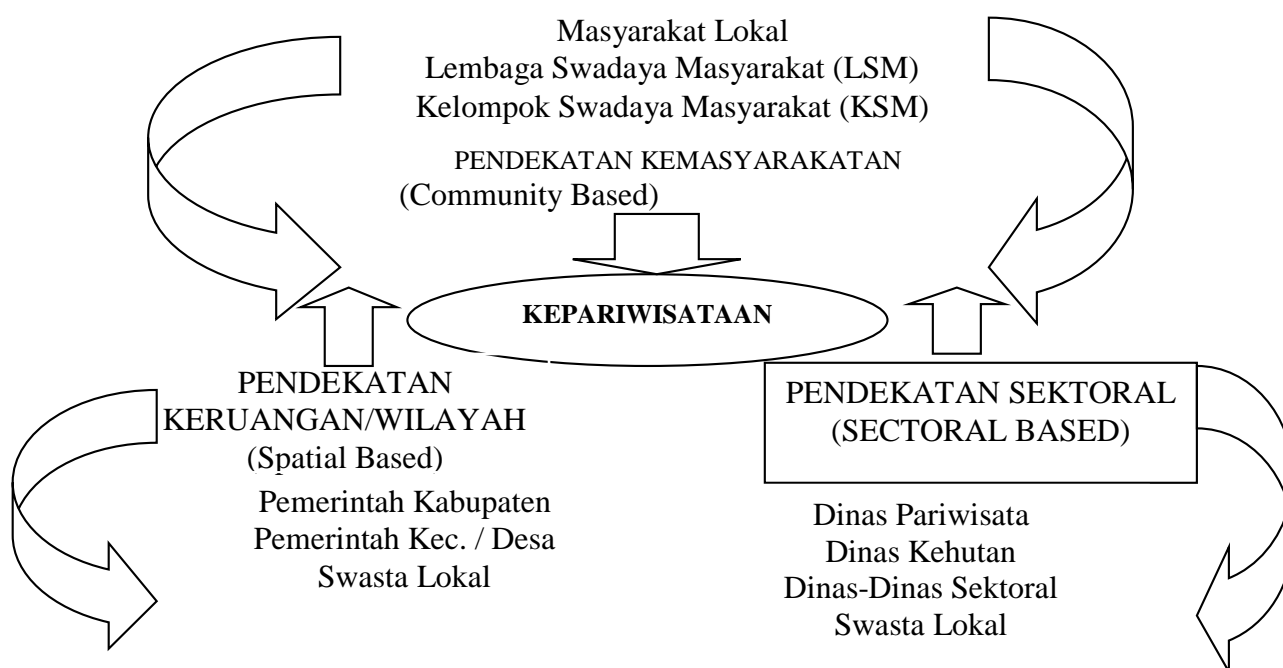 Masyarakat Lokal
Lembaga Swadaya Masyarakat (LSM)
Kelompok Swadaya Masyarakat (KSM)
PENDEKATAN KEMASYARAKATAN
(Community Based)
KEPARIWISATAAN
PENDEKATAN
KERUANGAN/WILAYAH
(Spatial Based)
Pemerintah Kabupaten
Pemerintah Kec. / Desa
Swasta Lokal
PENDEKATAN SEKTORAL
(SECTORAL BASED)
Dinas Pariwisata
Dinas Kehutan
Dinas-Dinas Sektoral
Swasta Lokal